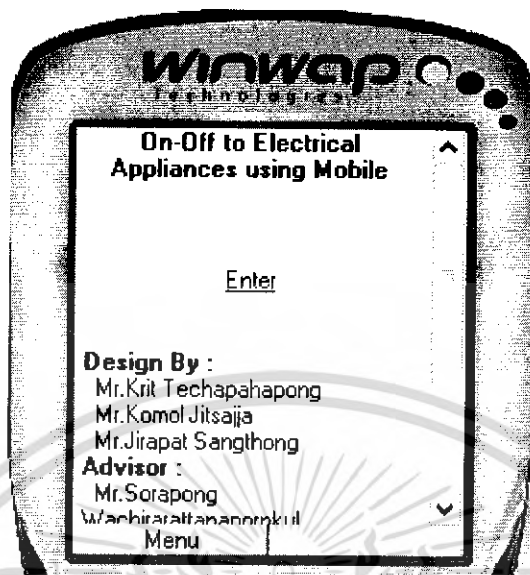 winwap
Technologies
On-Off to Electrical
Appliances using Mobile
Enter
Design By :
Mr.Krit Techapahapong
Mr.Komol Jitsajja
Mr.Jirapat Sangthong
Advisor :
Mr.Sorapong
Wachirarattanapornkul
Menu